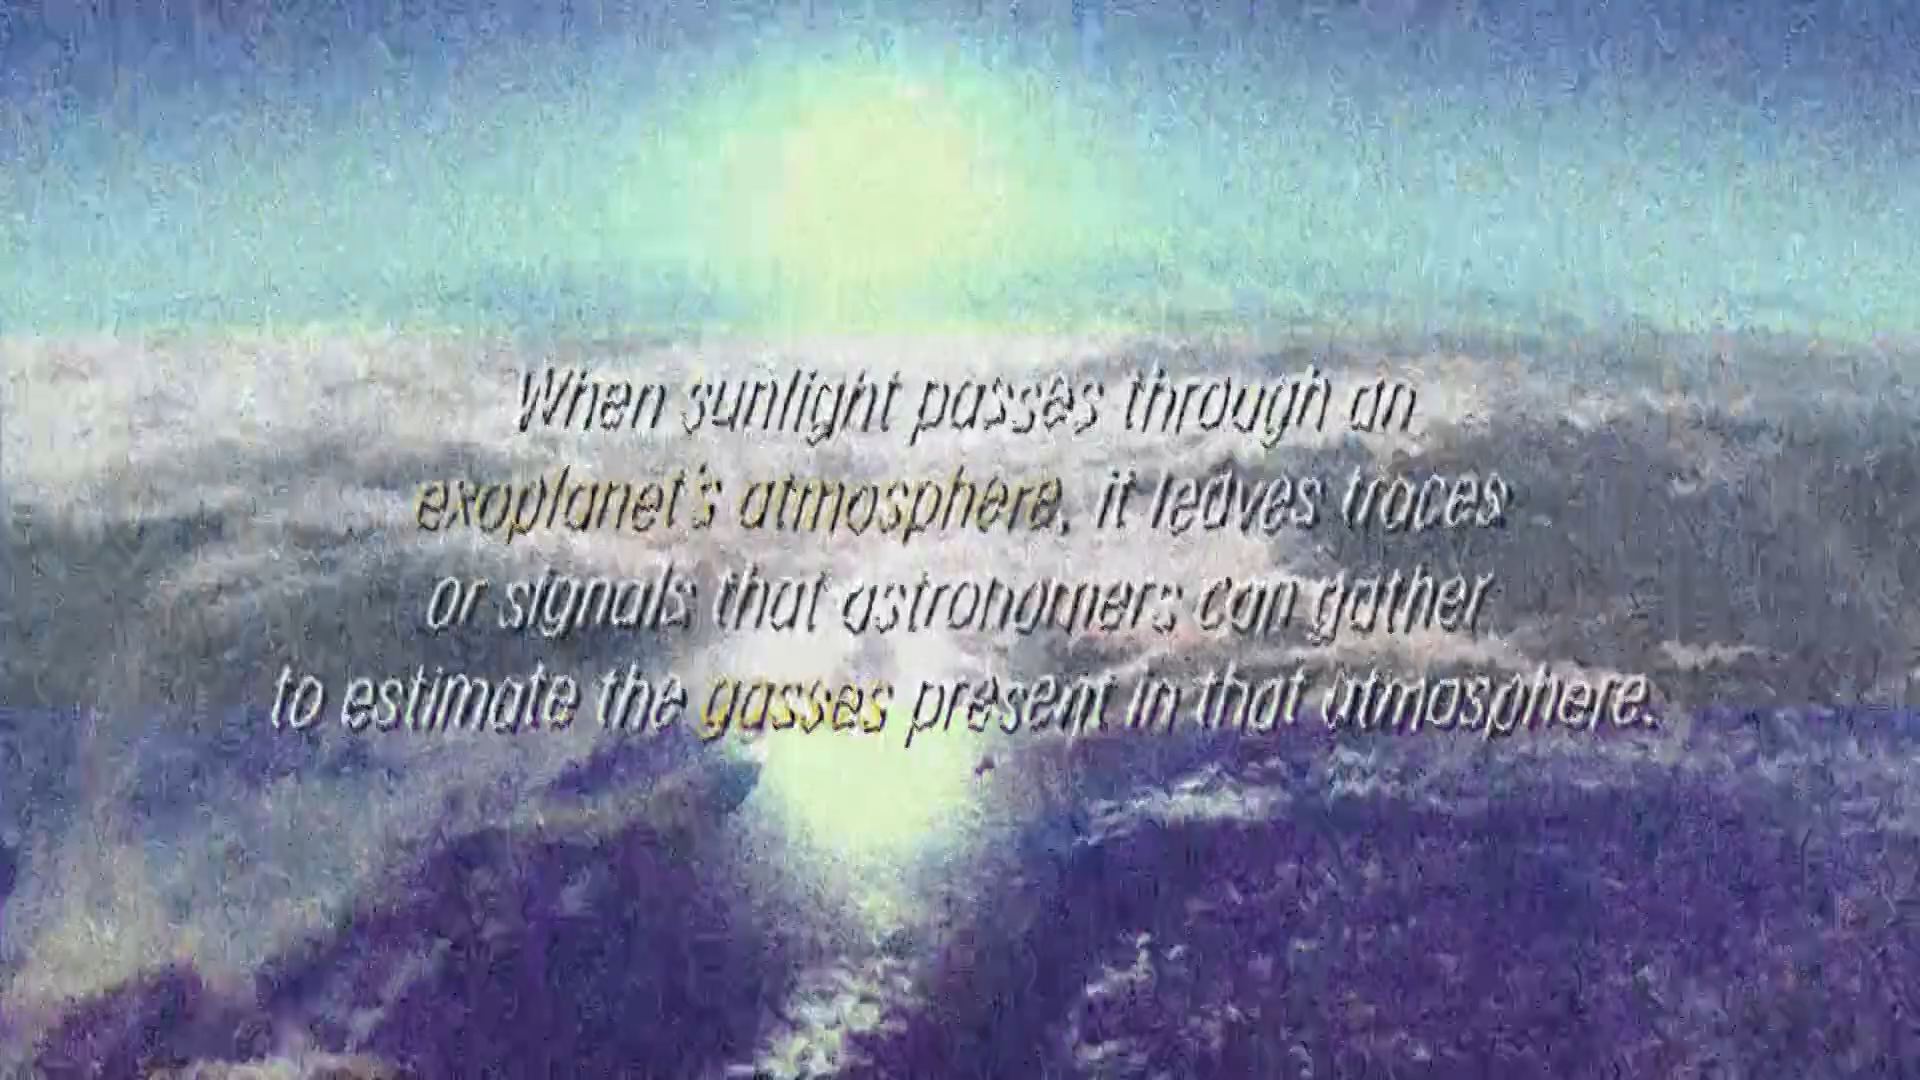 When sunlight passes through an
exoplanet's atmosphere, it leaves traces
or signals that astronomers can gather
to estimate the gasses present in that atmosphere.